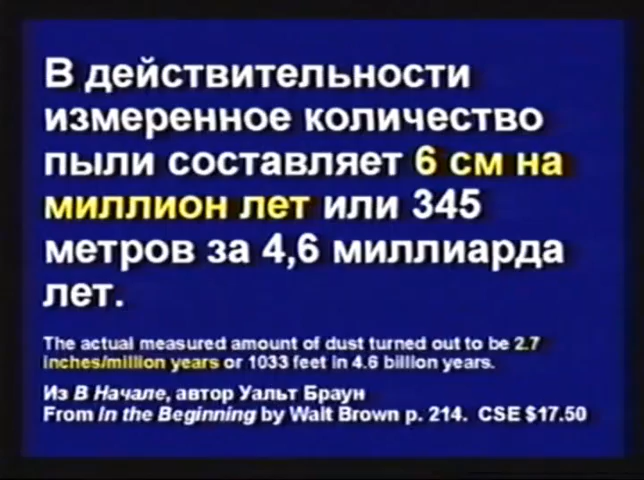 В действительности
измеренное количество
пыли составляет 6 см на
миллион лет или 345
метров за 4,6 миллиарда
лет.
The actual measured amount of dust turned out to be 2.7
inches/million years or 1033 feet in 4.6 billion years.
Из В Начале, автор Уальт Браун
From In the Beginning by Walt Brown p. 214. CSE $17.50